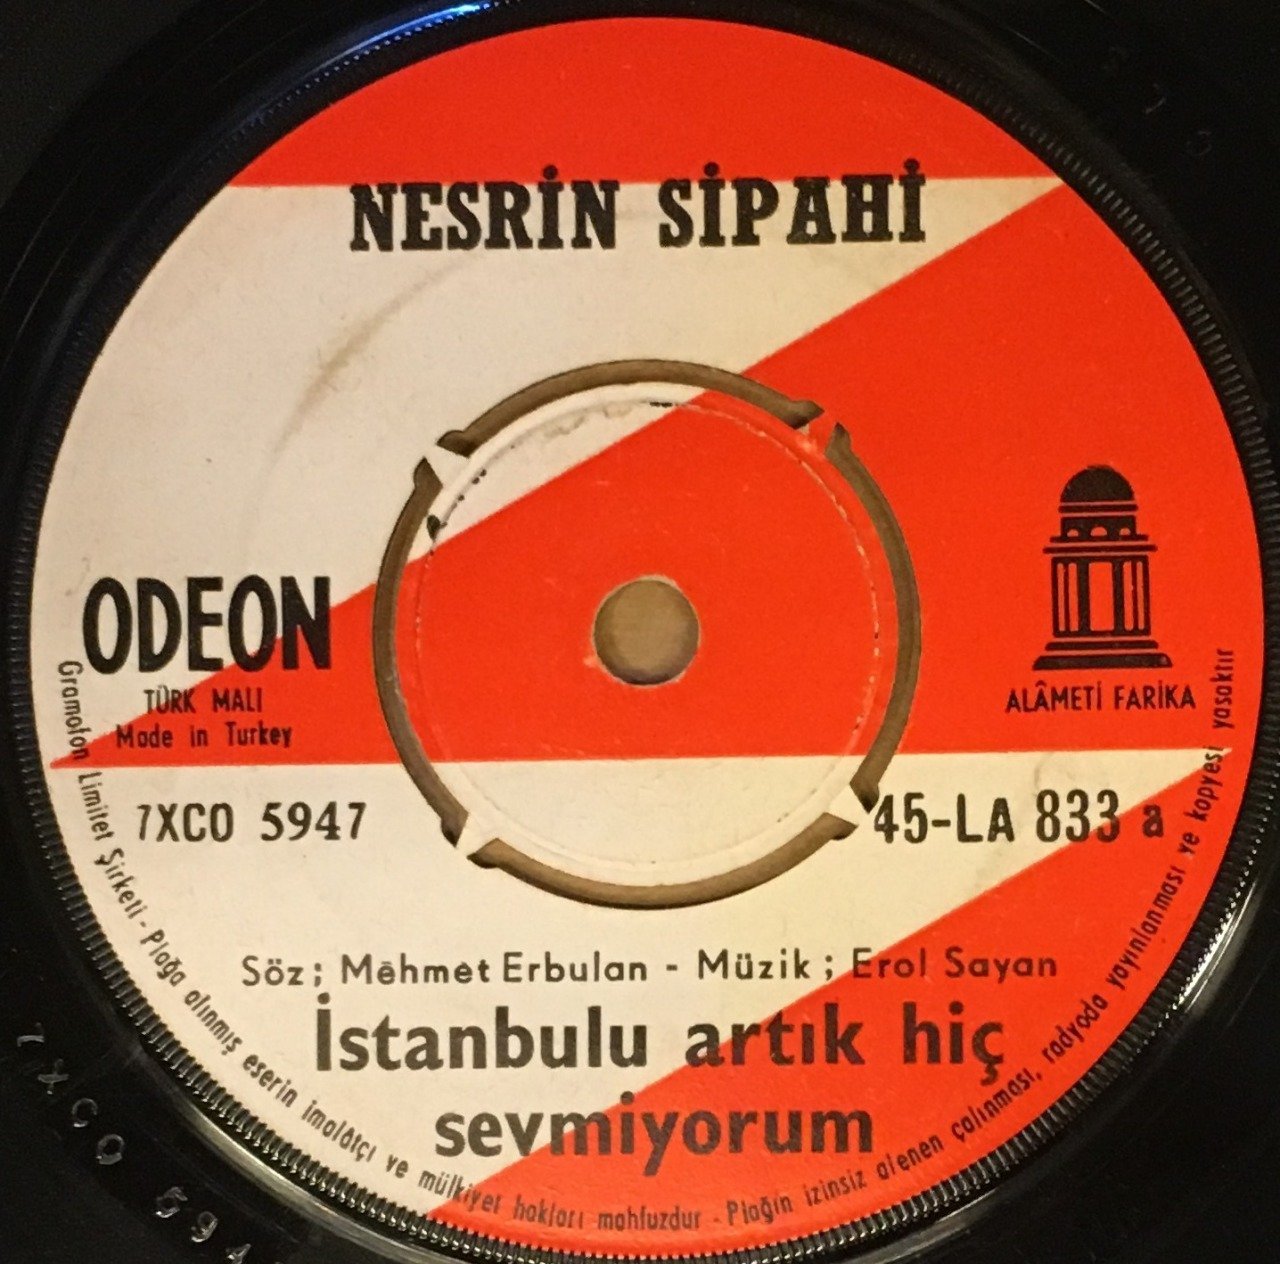 NESRİN SİPAHİ
ODEON
TÜRK MALI
Made in Turkey
ALÂMETİ FARİKA
7XCO 5947
45-LA 833 a
Söz; Mehmet Erbulan - Müzik; Erol Sayan
İstanbulu artık hiç
sevmiyorum
Gramofon Limitet Şirketi - Plağa alınmış eserin imalâtçı ve mülkiyet hakları mahfuzdur - Plağın izinsiz alenen çalınması, radyoda yayınlanması ve kopyesi yasaktır
7XCO 594